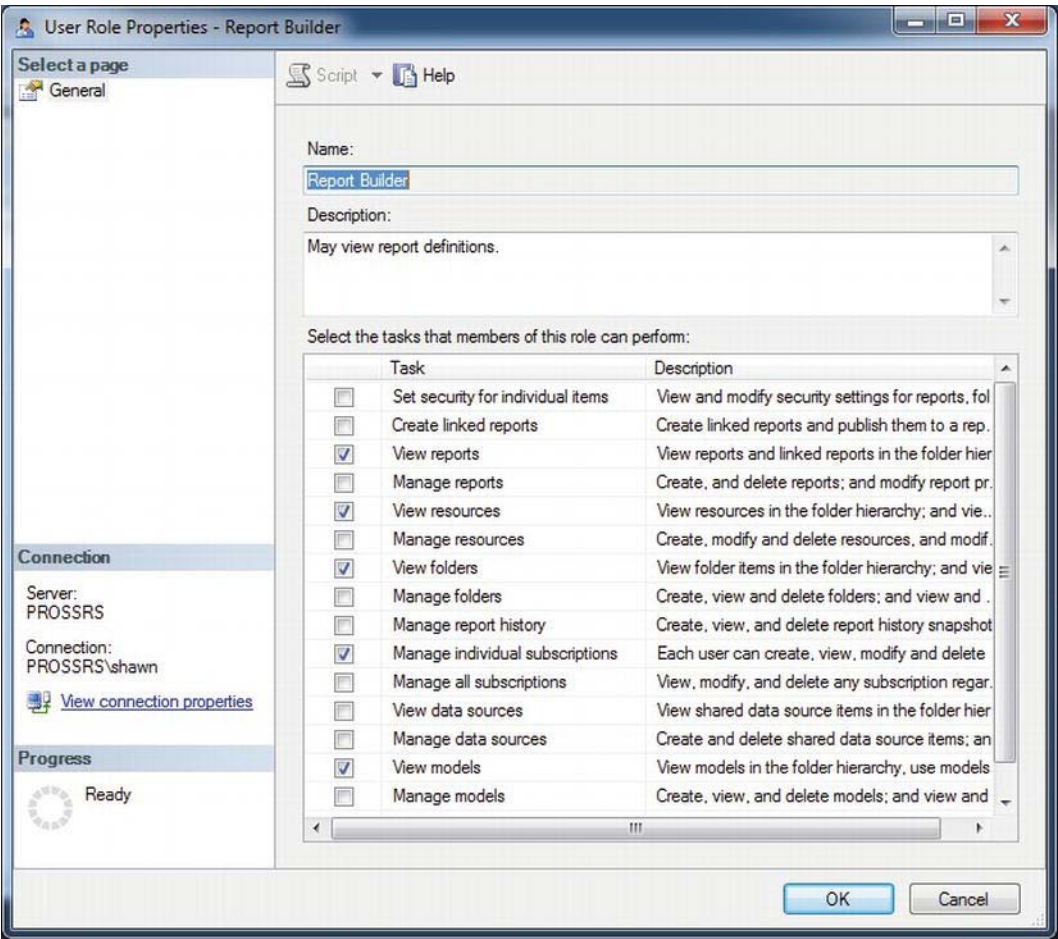 User Role Properties - Report Builder
Select a page
General
Script Help
Name:
Report Builder
Description:
May view report definitions.
Select the tasks that members of this role can perform:
Task Description
Set security for individual items View and modify security settings for reports, fol
Create linked reports Create linked reports and publish them to a rep.
View reports View reports and linked reports in the folder hier
Manage reports Create, and delete reports; and modify report pr.
View resources View resources in the folder hierarchy; and vie..
Manage resources Create, modify and delete resources, and modif.
View folders View folder items in the folder hierarchy; and vie
Manage folders Create, view and delete folders; and view and .
Manage report history Create, view, and delete report history snapshot
Manage individual subscriptions Each user can create, view, modify and delete
Manage all subscriptions View, modify, and delete any subscription regar.
View data sources View shared data source items in the folder hier
Manage data sources Create and delete shared data source items; an
View models View models in the folder hierarchy, use models
Manage models Create, view, and delete models; and view and
Connection
Server:
PROSSRS
Connection:
PROSSRS\shawn
View connection properties
Progress
Ready
OK Cancel